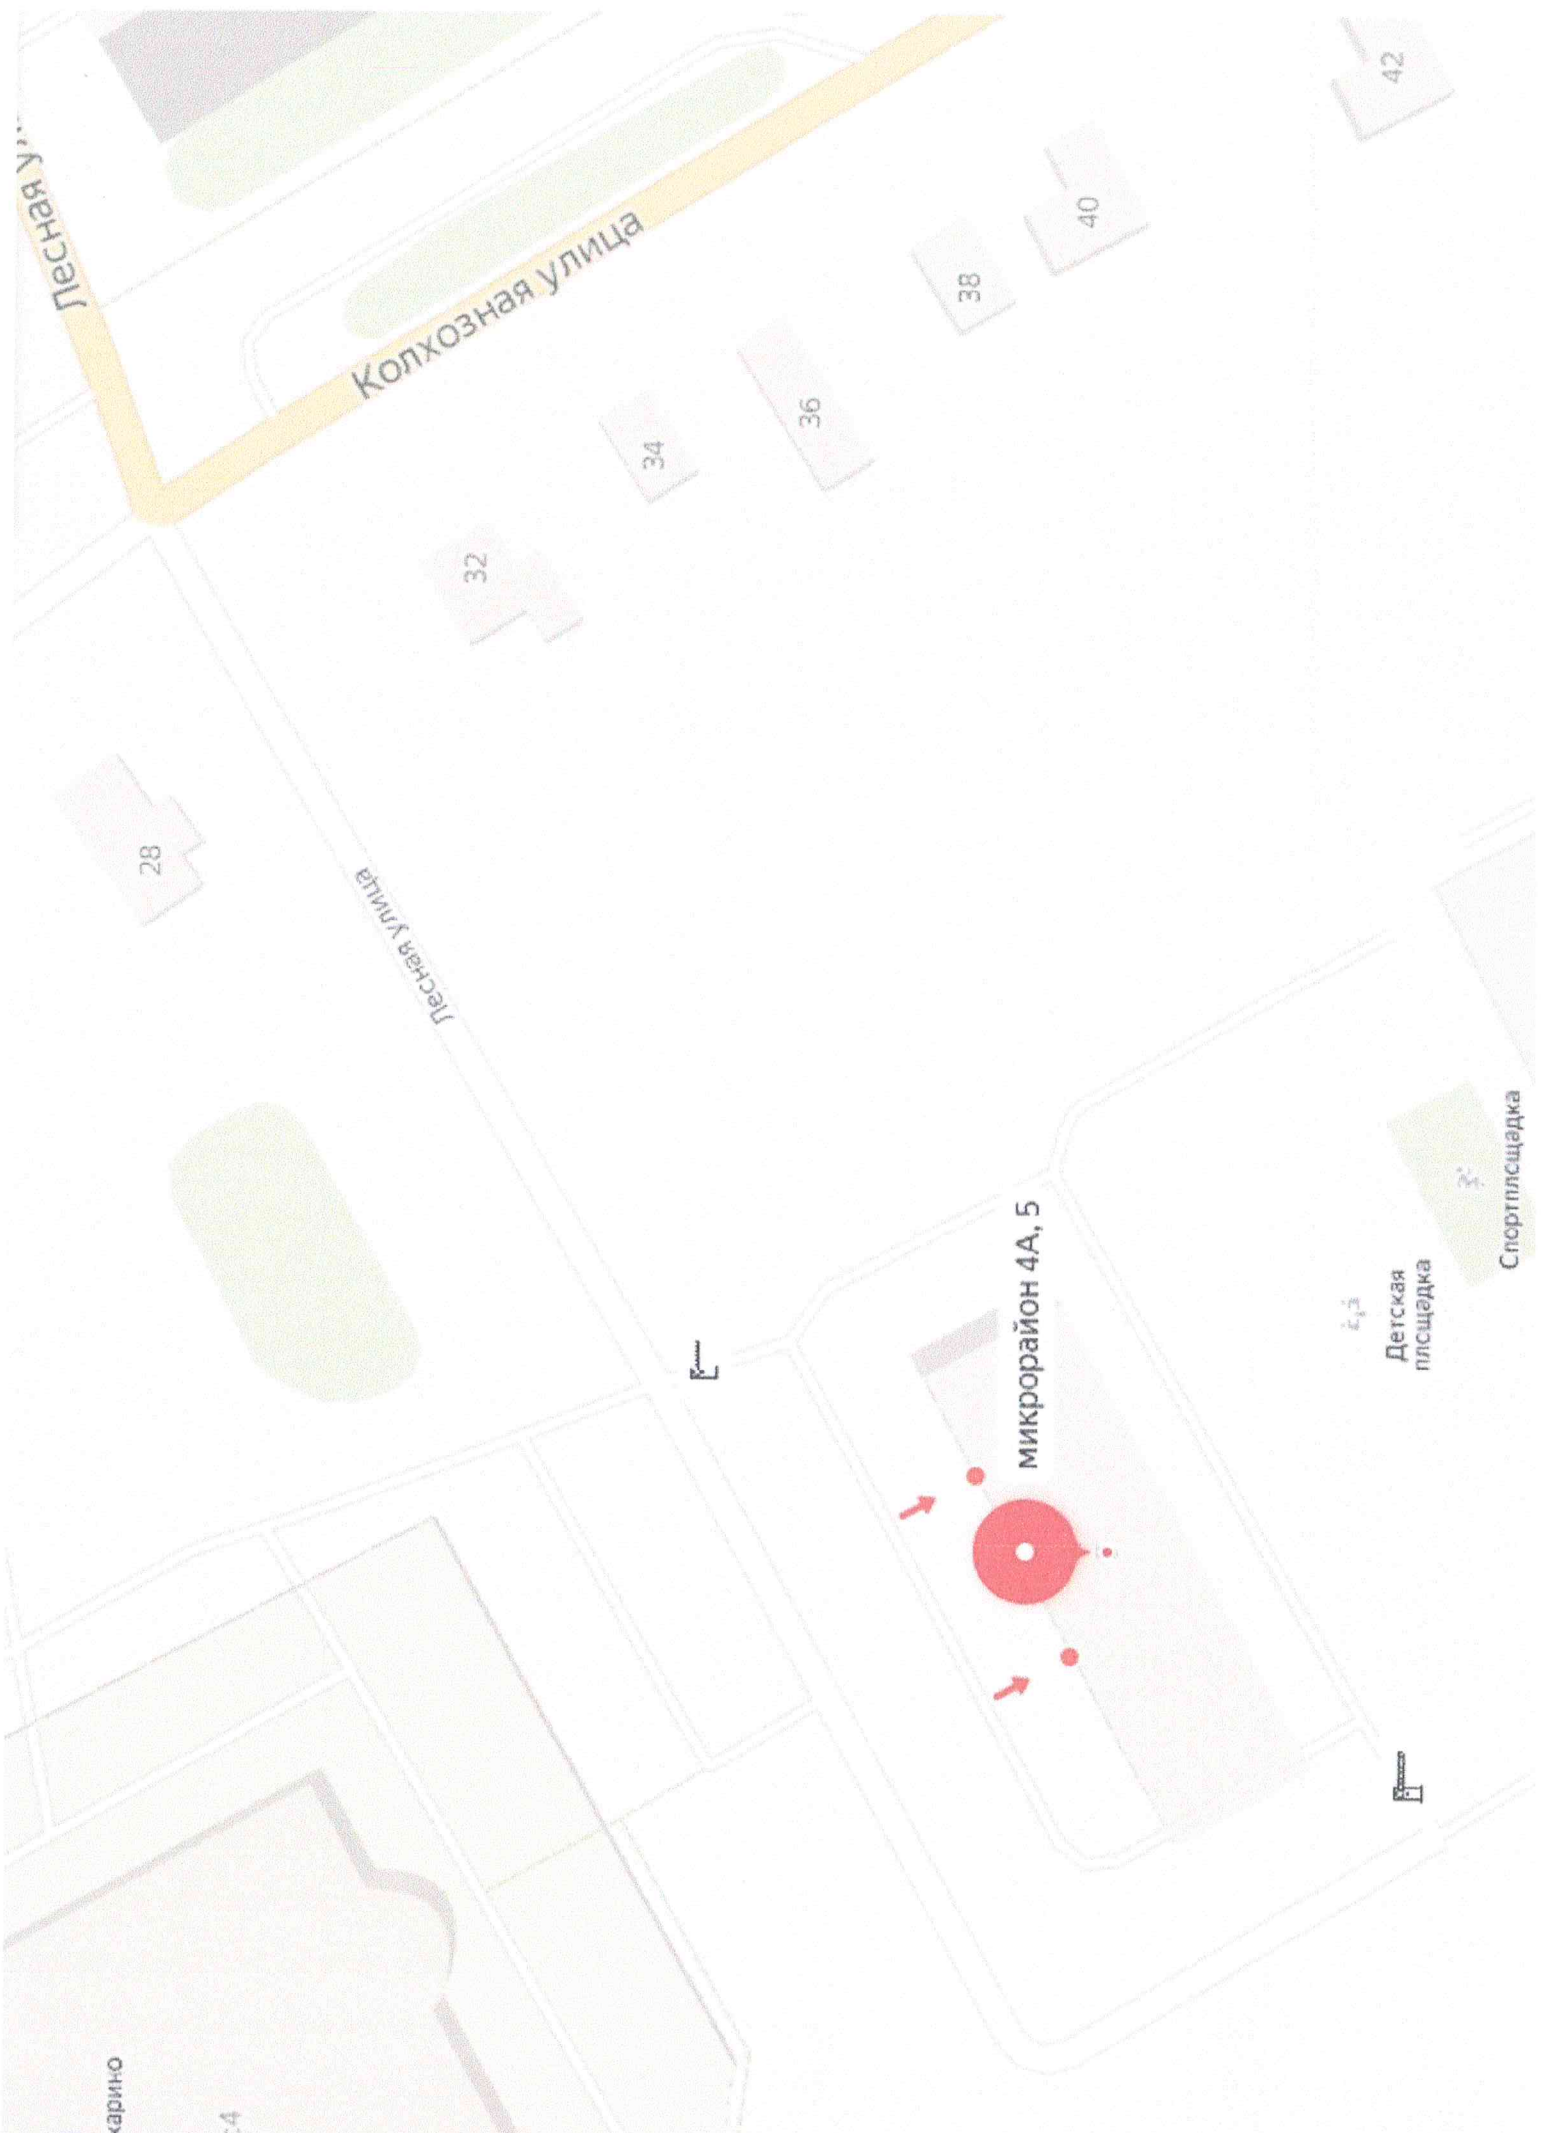 Лесная ул
Колхозная улица
42
40
38
36
34
32
28
Лесная улица
микрорайон 4А, 5
Детская
площадка
Спортплощадка
карино
с4